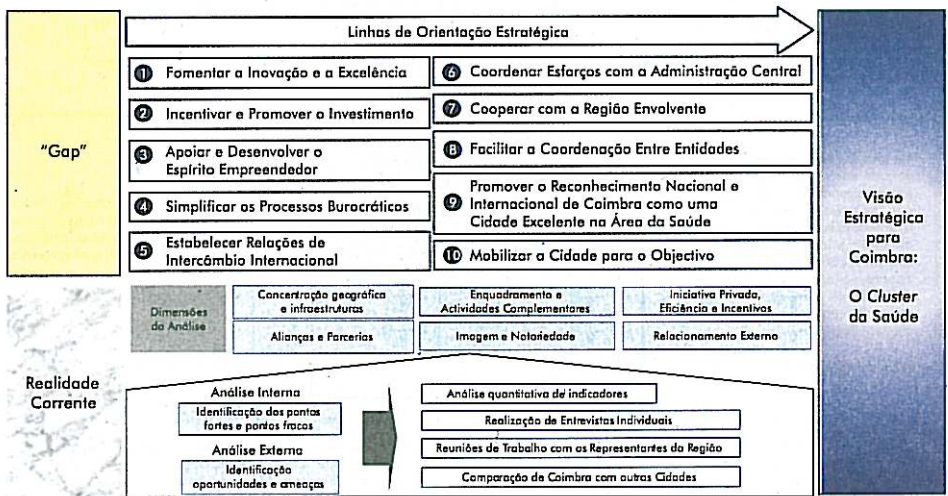 Linhas de Orientação Estratégica
"Gap"
1 Fomentar a Inovação e a Excelência
2 Incentivar e Promover o Investimento
3 Apoiar e Desenvolver o
Espírito Empreendedor
4 Simplificar os Processos Burocráticos
5 Estabelecer Relações de
Intercâmbio Internacional
6 Coordenar Esforços com a Administração Central
7 Cooperar com a Região Envolvente
8 Facilitar a Coordenação Entre Entidades
9 Promover o Reconhecimento Nacional e
Internacional de Coimbra como uma
Cidade Excelente na Área da Saúde
10 Mobilizar a Cidade para o Objectivo
Visão
Estratégica
para
Coimbra:
O Cluster
da Saúde
Realidade
Corrente
Dimensões
da Análise
Concentração geográfica
e infraestruturas
Enquadramento e
Actividades Complementares
Iniciativa Privada,
Eficiência e Incentivos
Alianças e Parcerias
Imagem e Notoriedade
Relacionamento Externo
Análise Interna
Identificação dos pontos
fortes e pontos fracos
Análise Externa
Identificação
oportunidades e ameaças
Análise quantitativa de indicadores
Realização de Entrevistas Individuais
Reuniões de Trabalho com os Representantes da Região
Comparação de Coimbra com outras Cidades